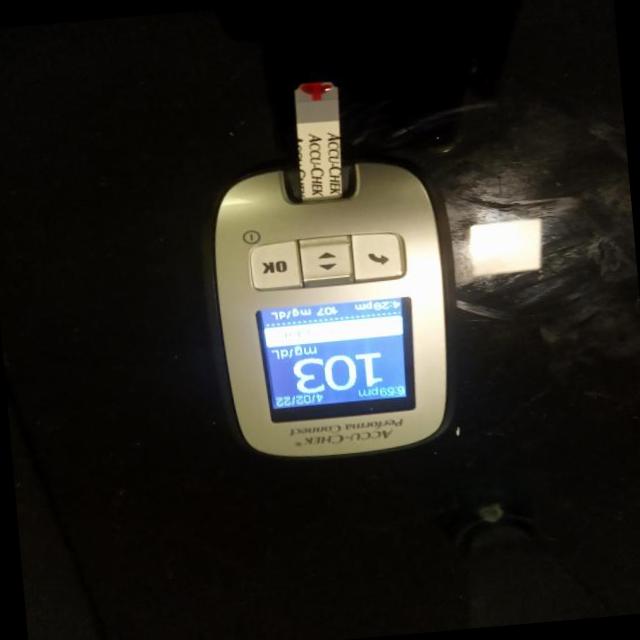 ACCU-CHEK®
Performa Connect
6:59pm 4/02/22
103
mg/dL
4:29pm 107 mg/dL
OK
ACCU-CHEK
ACCU-CHEK